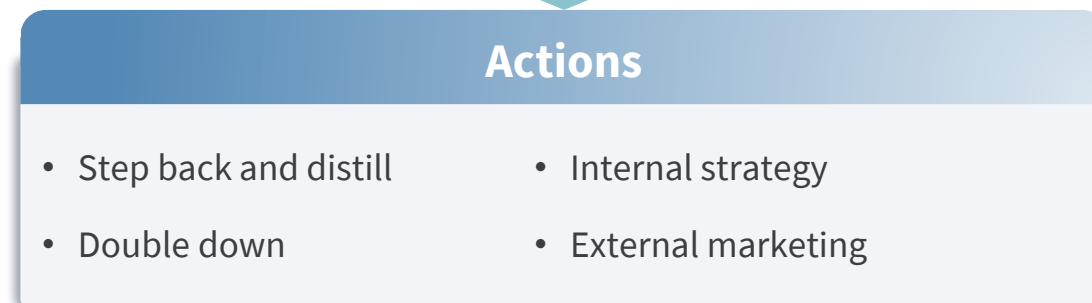 Actions
• Step back and distill
• Double down
• Internal strategy
• External marketing